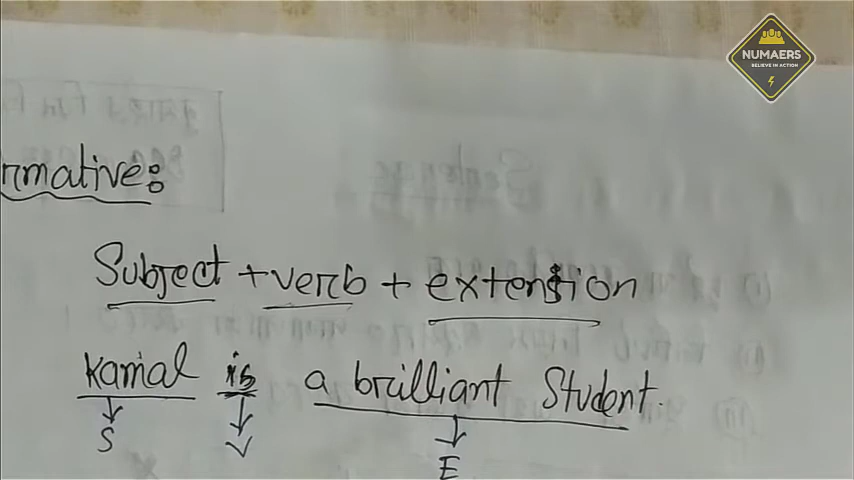 NUMAERS
BELIEVE IN ACTION
rmative:
Subject + verb + extension
Kamal is a brilliant Student.
S V E